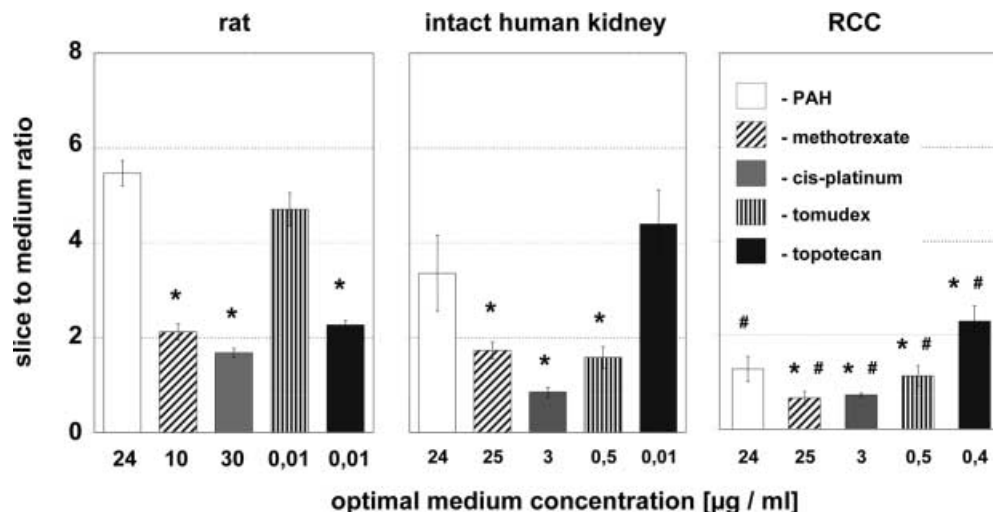 rat
intact human kidney
RCC
slice to medium ratio
8
6
4
2
0
- PAH
- methotrexate
- cis-platinum
- tomudex
- topotecan
* * *
* * *
# * # * # * # * #
24 10 30 0,01 0,01
24 25 3 0,5 0,01
24 25 3 0,5 0,4
optimal medium concentration [µg / ml]